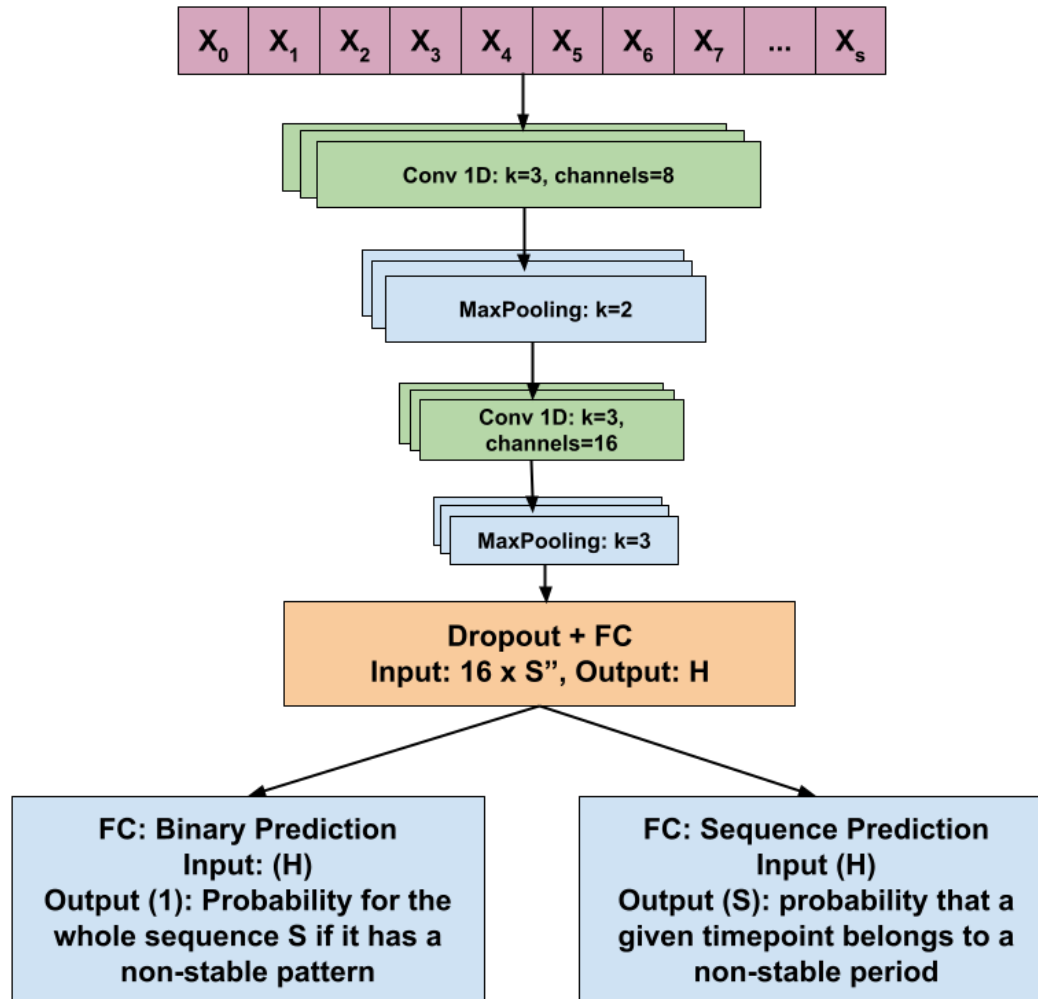 X0 X1 X2 X3 X4 X5 X6 X7 ... Xs
Conv 1D: k=3, channels=8
MaxPooling: k=2
Conv 1D: k=3,
channels=16
MaxPooling: k=3
Dropout + FC
Input: 16 x S”, Output: H
FC: Binary Prediction
Input: (H)
Output (1): Probability for the
whole sequence S if it has a
non-stable pattern
FC: Sequence Prediction
Input (H)
Output (S): probability that a
given timepoint belongs to a
non-stable period